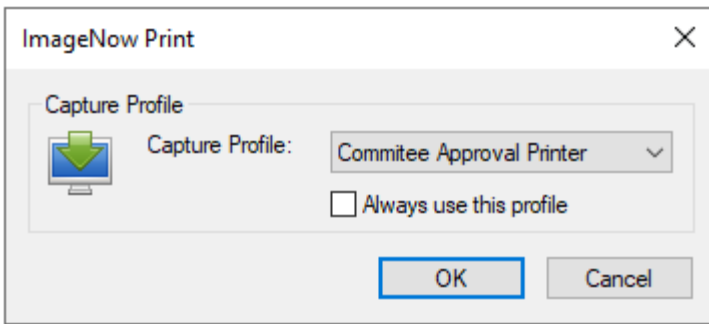 ImageNow Print
Capture Profile
Capture Profile:
Commitee Approval Printer
Always use this profile
OK
Cancel